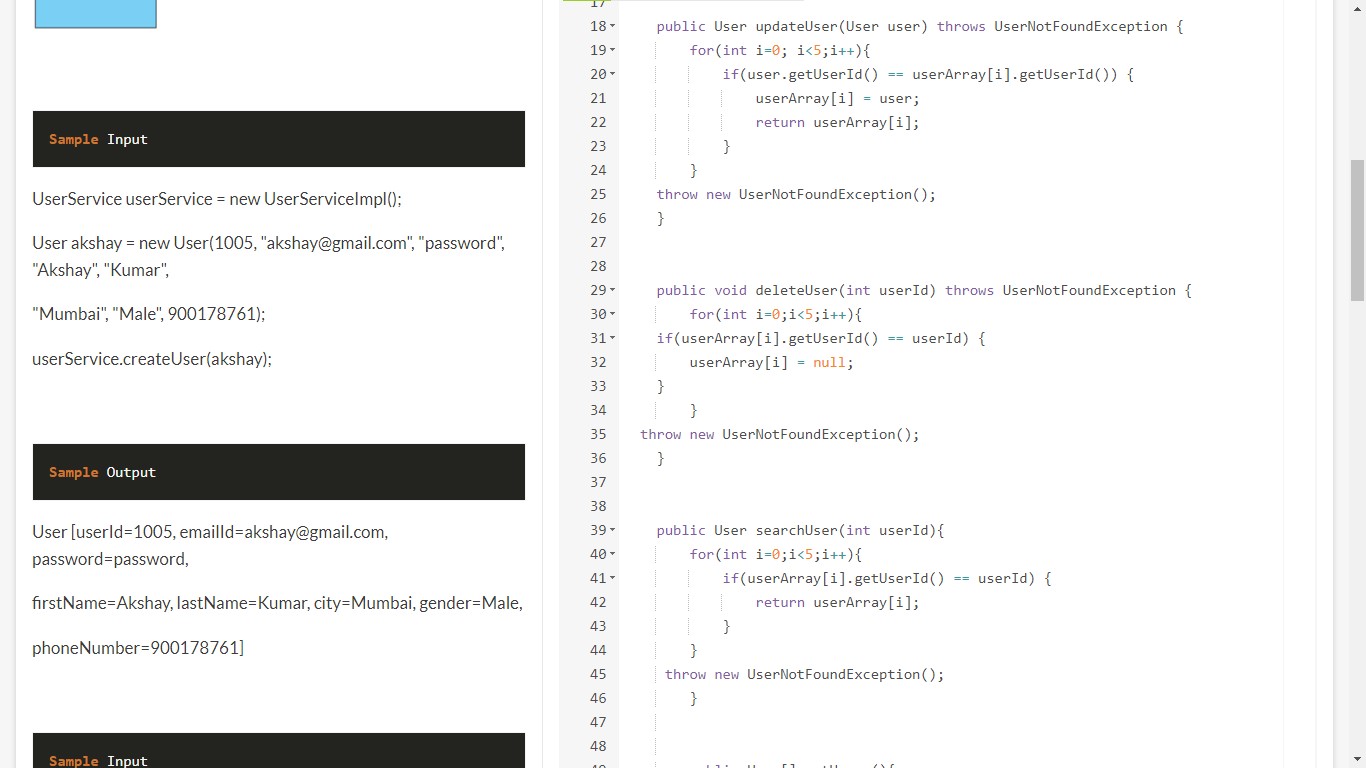 Sample Input
UserService userService = new UserServiceImpl();
User akshay = new User(1005, "akshay@gmail.com", "password",
"Akshay", "Kumar",
"Mumbai", "Male", 900178761);
userService.createUser(akshay);
Sample Output
User [userId=1005, emailId=akshay@gmail.com,
password=password,
firstName=Akshay, lastName=Kumar, city=Mumbai, gender=Male,
phoneNumber=900178761]
Sample Input
17
18 public User updateUser(User user) throws UserNotFoundException {
19 for(int i=0; i<5;i++){
20 if(user.getUserId() == userArray[i].getUserId()) {
21 userArray[i] = user;
22 return userArray[i];
23 }
24 }
25 throw new UserNotFoundException();
26 }
27
28
29 public void deleteUser(int userId) throws UserNotFoundException {
30 for(int i=0;i<5;i++){
31 if(userArray[i].getUserId() == userId) {
32 userArray[i] = null;
33 }
34 }
35 throw new UserNotFoundException();
36 }
37
38
39 public User searchUser(int userId){
40 for(int i=0;i<5;i++){
41 if(userArray[i].getUserId() == userId) {
42 return userArray[i];
43 }
44 }
45 throw new UserNotFoundException();
46 }
47
48